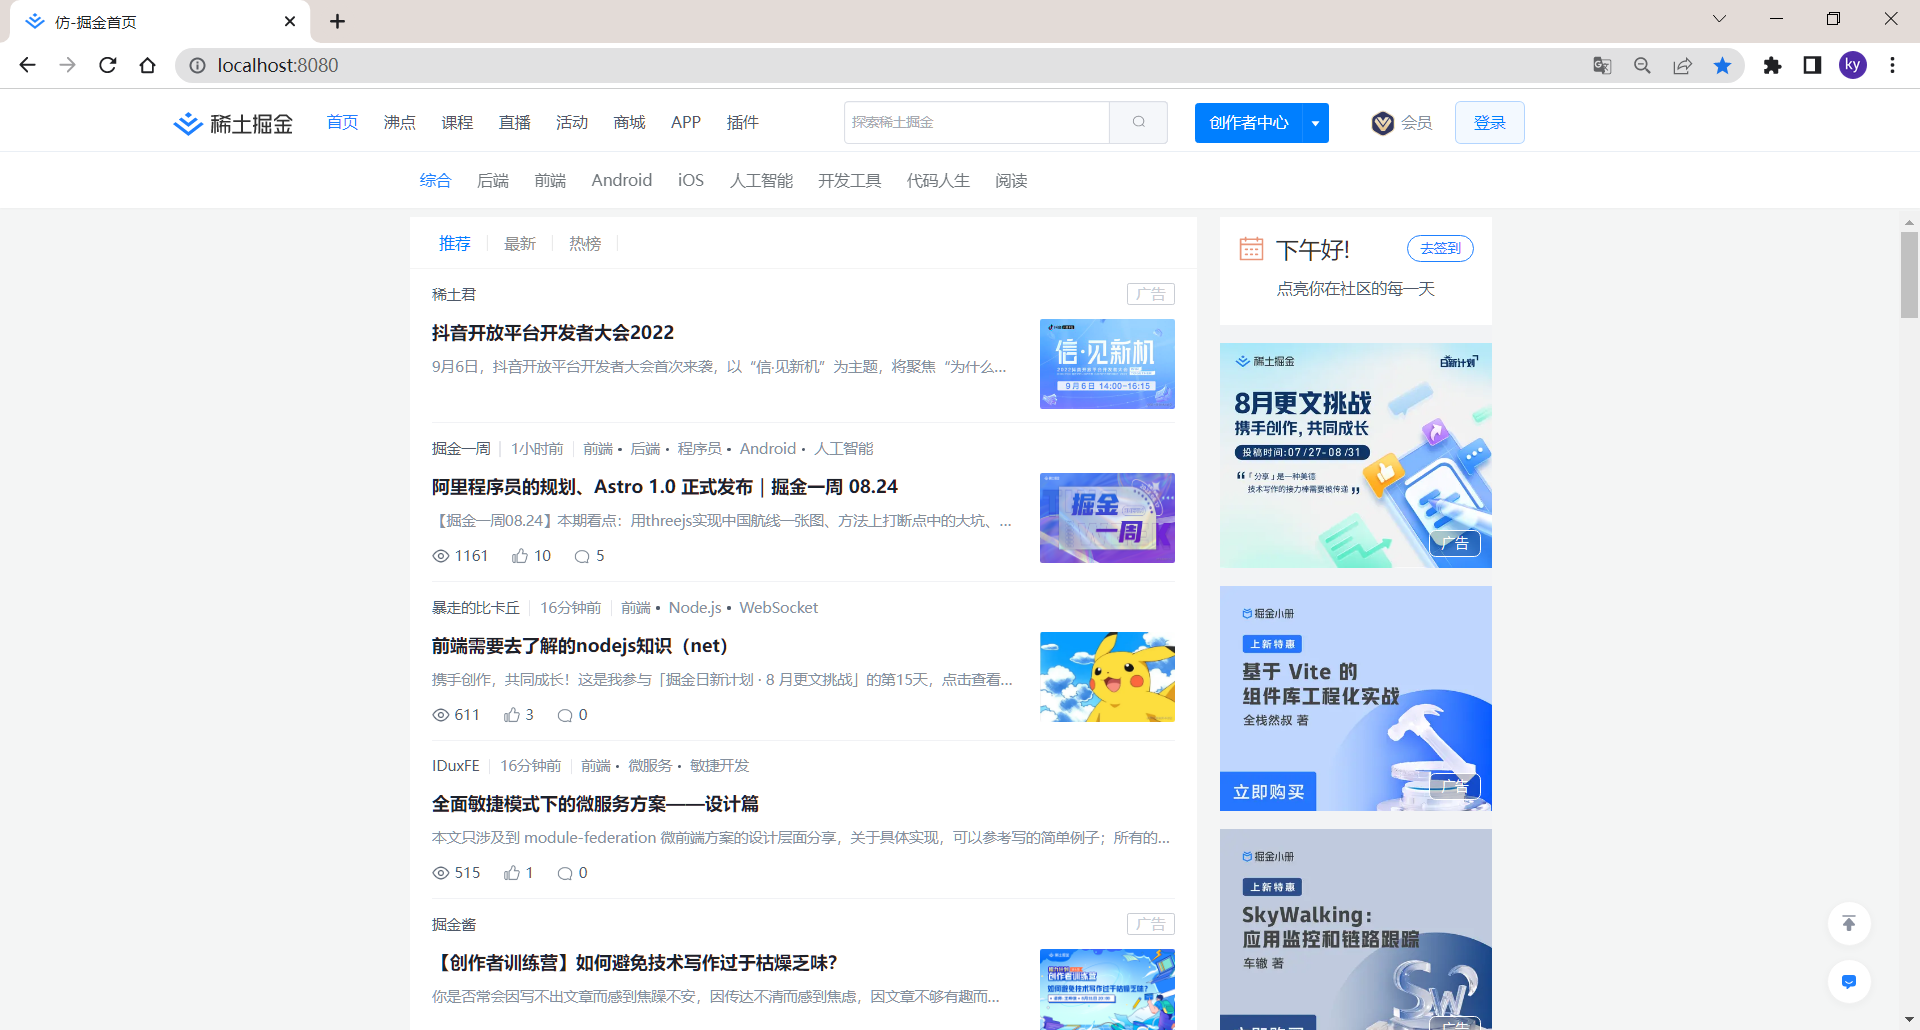 仿-掘金首页
localhost:8080
ky
稀土掘金
首页 沸点 课程 直播 活动 商城 APP 插件
探索稀土掘金
创作者中心
会员
登录
综合 后端 前端 Android iOS 人工智能 开发工具 代码人生 阅读
推荐 最新 热榜
稀土君
广告
抖音开放平台开发者大会2022
9月6日，抖音开放平台开发者大会首次来袭，以“信·见新机”为主题，将聚焦“为什么...
信·见新机
9月6日 14:00-16:15
掘金一周 1小时前 前端· 后端· 程序员· Android· 人工智能
阿里程序员的规划、Astro 1.0 正式发布｜掘金一周 08.24
【掘金一周08.24】本期看点：用threejs实现中国航线一张图、方法上打断点中的大坑、...
1161 10 5
掘金
一周
暴走的比卡丘 16分钟前 前端· Node.js· WebSocket
前端需要去了解的nodejs知识（net）
携手创作，共同成长！这是我参与「掘金日新计划 · 8 月更文挑战」的第15天，点击查看...
611 3 0
IDuxFE 16分钟前 前端· 微服务· 敏捷开发
全面敏捷模式下的微服务方案——设计篇
本文只涉及到 module-federation 微前端方案的设计层面分享，关于具体实现，可以参考写的简单例子；所有的...
515 1 0
掘金酱
广告
【创作者训练营】如何避免技术写作过于枯燥乏味？
你是否常会因写不出文章而感到焦躁不安，因传达不清而感到焦虑，因文章不够有趣而...
创作者训练营
如何避免技术写作过于枯燥乏味？
下午好!
去签到
点亮你在社区的每一天
稀土掘金
日新计划
8月更文挑战
携手创作，共同成长
投稿时间：07/27-08/31
“「分享」是一种美德
技术写作的接力棒需要被传递”
广告
掘金小册
上新特惠
基于 Vite 的
组件库工程化实战
全栈然叔 著
立即购买
广告
掘金小册
上新特惠
SkyWalking：
应用监控和链路跟踪
车辙 著
Sw
立即购买
广告